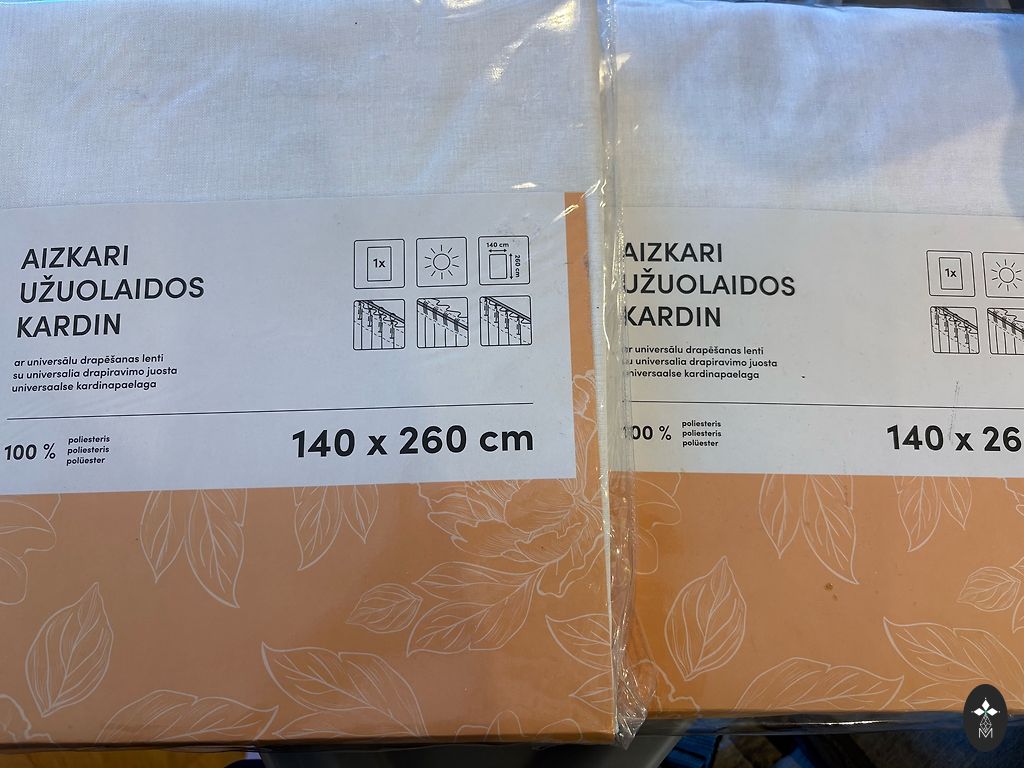 AIZKARI
UŽUOLAIDOS
KARDIN
ar universālu drapēšanas lenti
su universalia drapiravimo juosta
universaalse kardinapaelaga
1x
140 cm
260 cm
100 %
poliesteris
poliesteris
polüester
140 x 260 cm
AIZKARI
UŽUOLAIDOS
KARDIN
ar universālu drapēšanas lenti
su universalia drapiravimo juosta
universaalse kardinapaelaga
1x
100 %
poliesteris
poliesteris
polüester
140 x 26